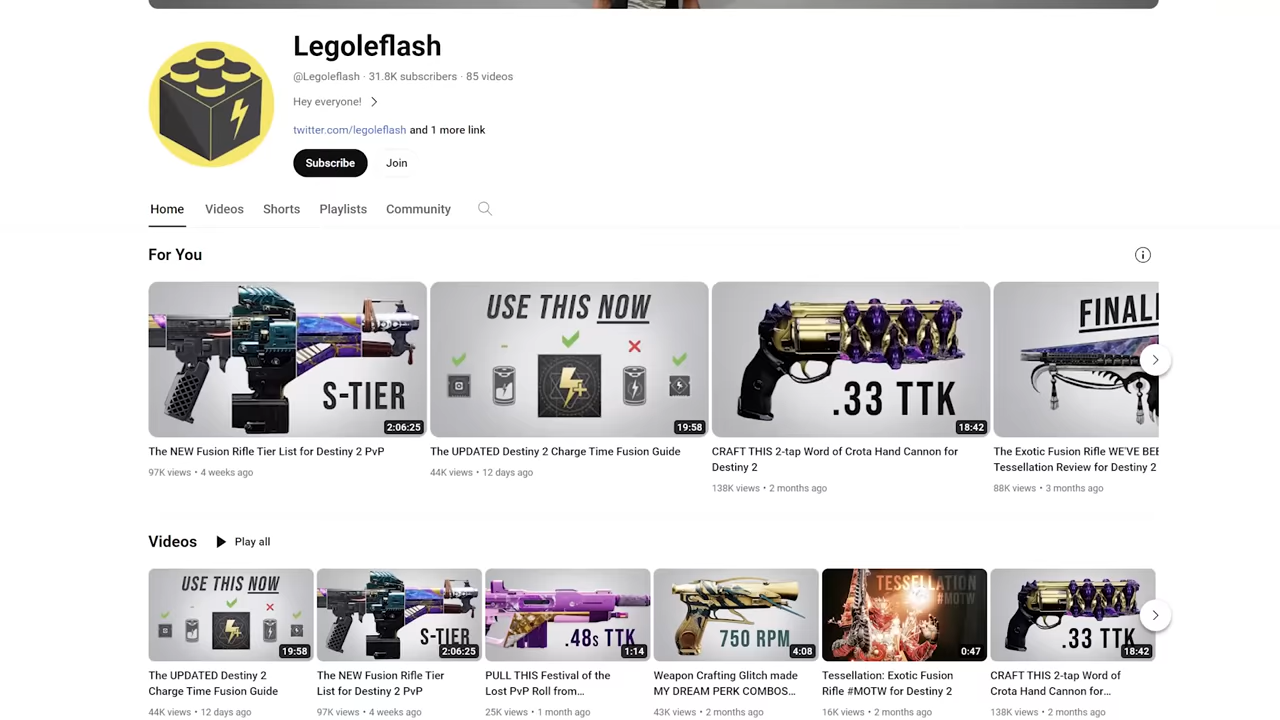 Legoleflash
@Legoleflash · 31.8K subscribers · 85 videos
Hey everyone!
twitter.com/legoleflash and 1 more link
Subscribe
Join
Home
Videos
Shorts
Playlists
Community
For You
S-TIER
2:06:25
USE THIS NOW
19:58
.33 TTK
18:42
FINALL
The NEW Fusion Rifle Tier List for Destiny 2 PvP
97K views • 4 weeks ago
The UPDATED Destiny 2 Charge Time Fusion Guide
44K views • 12 days ago
CRAFT THIS 2-tap Word of Crota Hand Cannon for
Destiny 2
138K views • 2 months ago
The Exotic Fusion Rifle WE'VE BEE
Tessellation Review for Destiny 2
88K views • 3 months ago
Videos
Play all
USE THIS NOW
19:58
S-TIER
2:06:25
.48s TTK
1:14
750 RPM
4:08
TESSELLATION
#MOTW
0:47
.33 TTK
18:42
The UPDATED Destiny 2
Charge Time Fusion Guide
44K views • 12 days ago
The NEW Fusion Rifle Tier
List for Destiny 2 PvP
97K views • 4 weeks ago
PULL THIS Festival of the
Lost PvP Roll from...
25K views • 1 month ago
Weapon Crafting Glitch made
MY DREAM PERK COMBOS...
43K views • 2 months ago
Tessellation: Exotic Fusion
Rifle #MOTW for Destiny 2
16K views • 2 months ago
CRAFT THIS 2-tap Word of
Crota Hand Cannon for...
138K views • 2 months ago